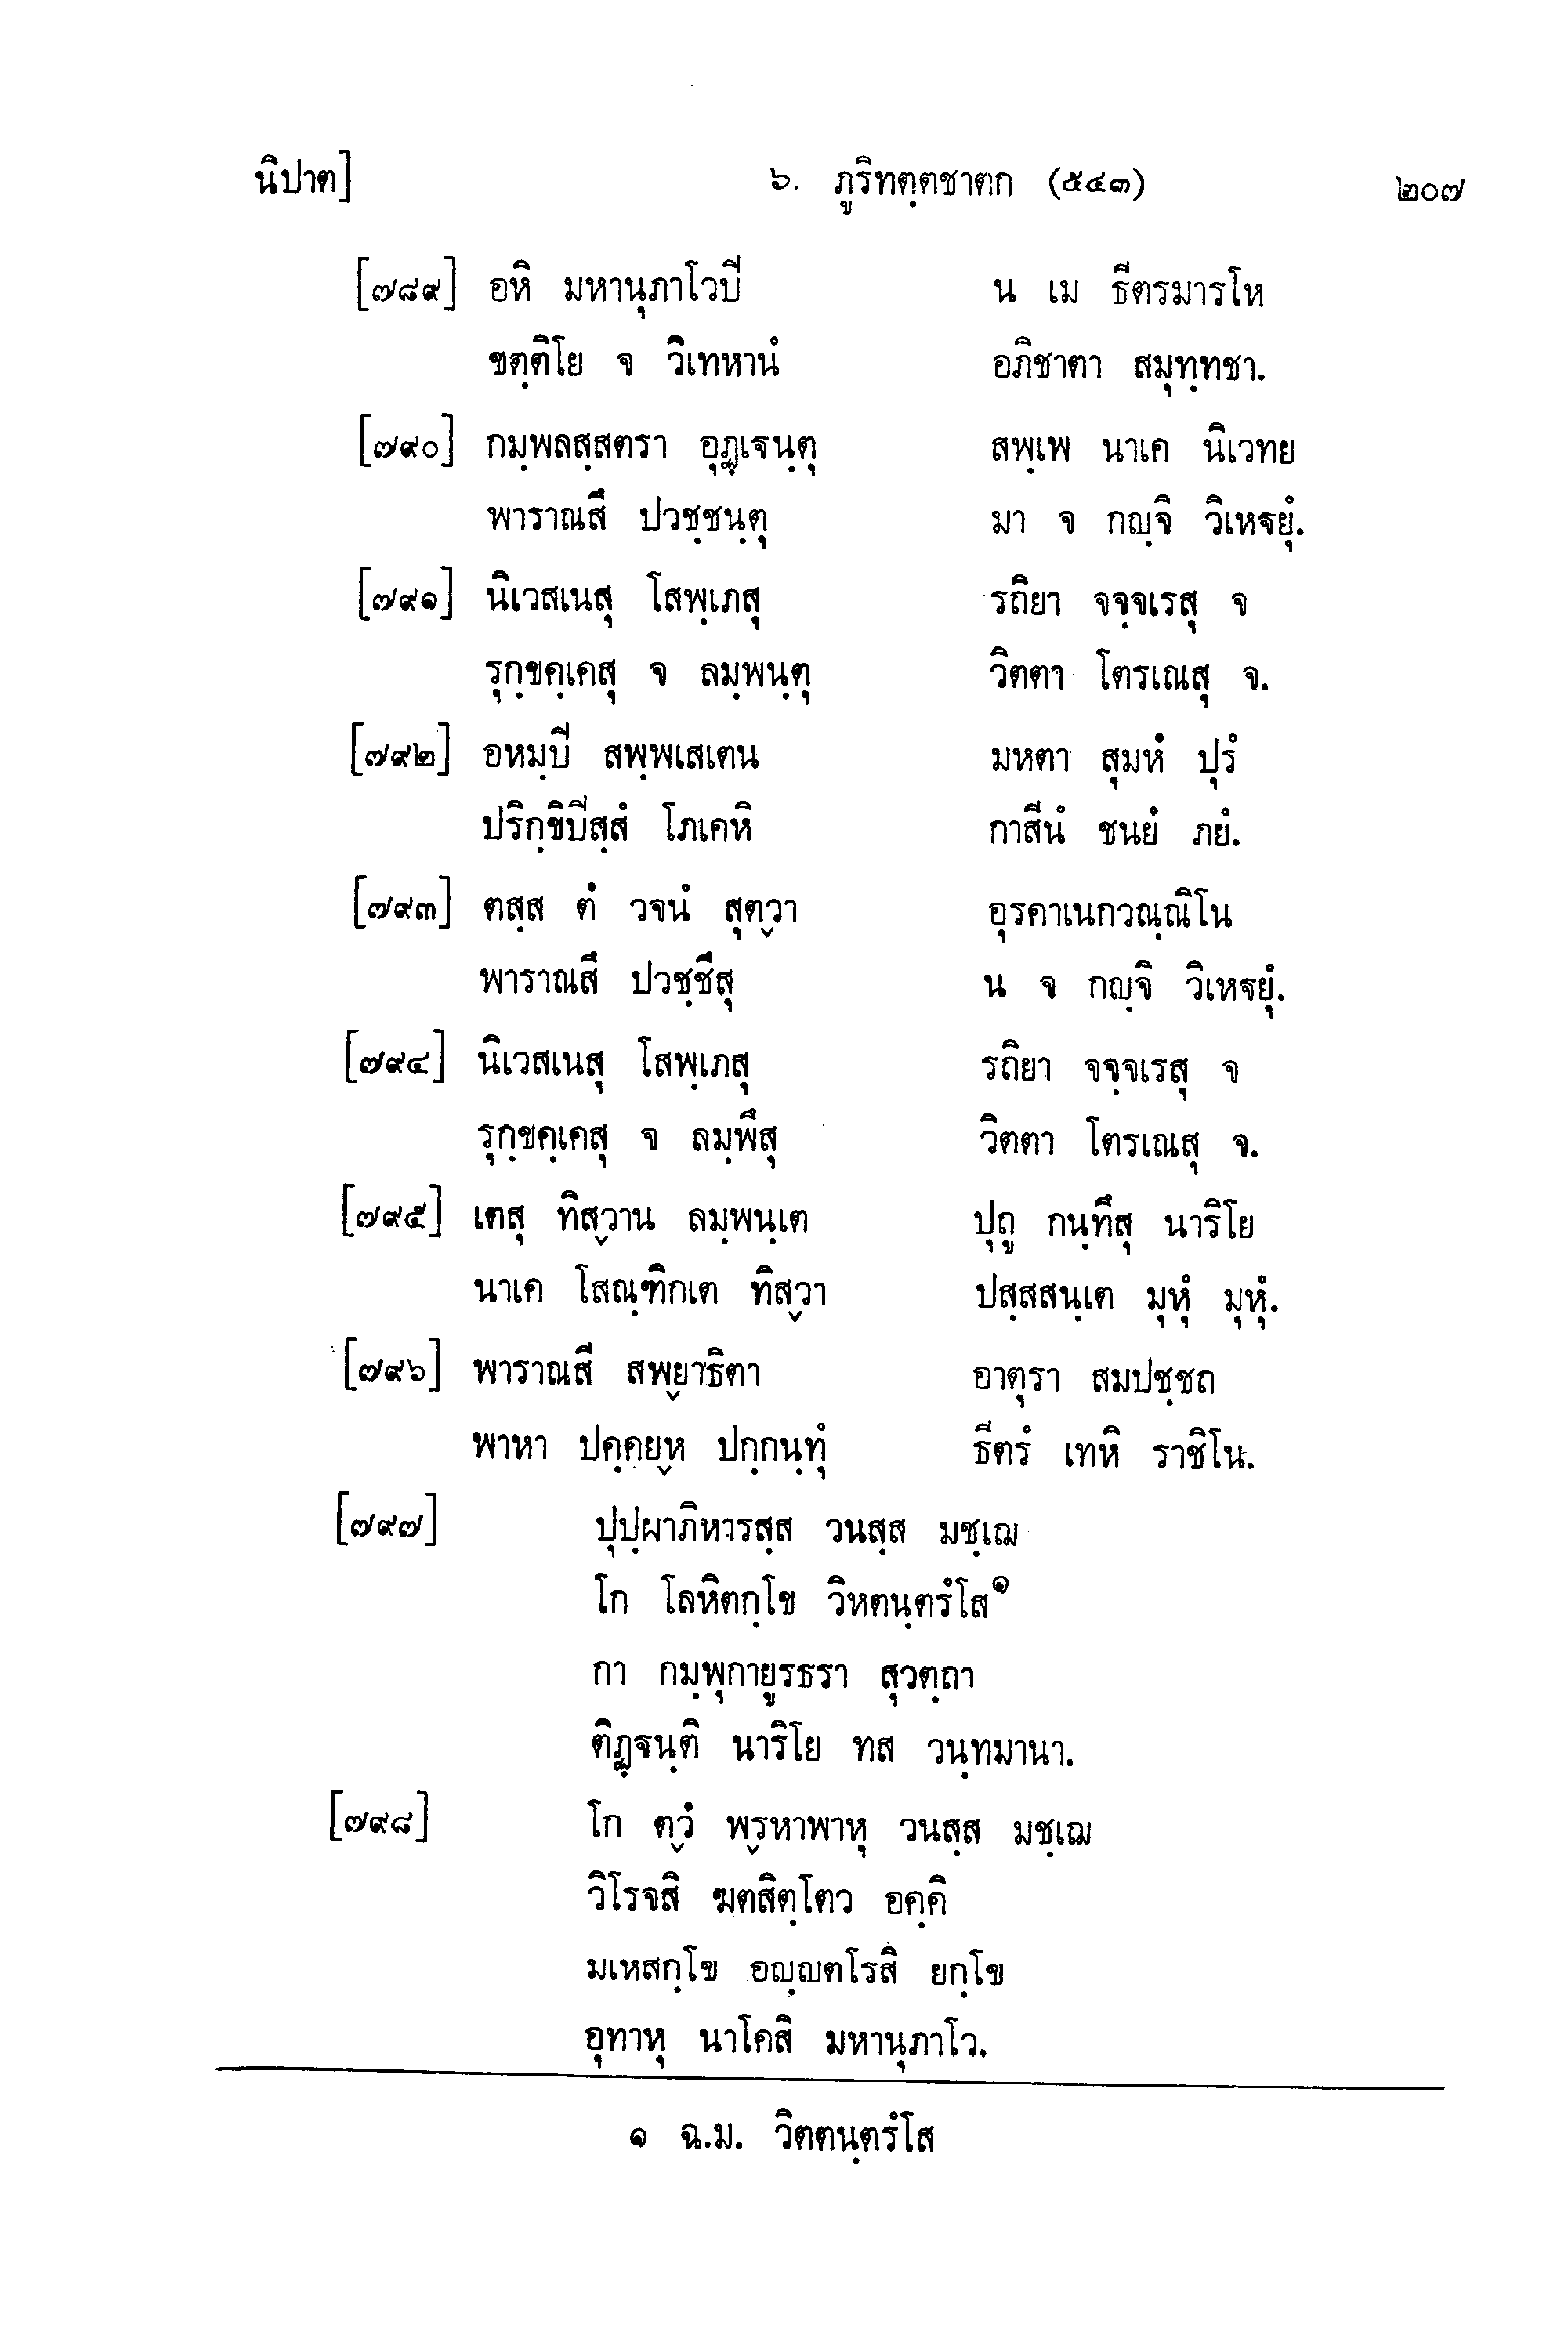 นิปาต] ๖. ภูริทตฺตชาตก (๕๔๓) ๒๐๗
[๗๘๙] อหิ มหานุภาโวปิ น เม ธีตรมารโห
ขตฺติโย จ วิเทหานํ อภิชาตา สมุทฺทชา.
[๗๙๐] กมฺพลสฺสตรา อุฏฺเฐนฺตุ สพฺเพ นาเค นิเวทย
พาราณสึ ปวชฺชนฺตุ มา จ กญฺจิ วิเหฐยุํ.
[๗๙๑] นิเวสเนสุ โสพฺเภสุ รถิยา จจฺจเรสุ จ
รุกฺขคฺเคสุ จ ลมฺพนฺตุ วิตตา โตรเณสุ จ.
[๗๙๒] อหมฺปิ สพฺพเสเตน มหตา สุมหํ ปุรํ
ปริกฺขิปิสฺสํ โภเคหิ กาสีนํ ชนยํ ภยํ.
[๗๙๓] ตสฺส ตํ วจนํ สุตฺวา อุรคาเนกวณฺณิโน
พาราณสึ ปวชฺชึสุ น จ กญฺจิ วิเหฐยุํ.
[๗๙๔] นิเวสเนสุ โสพฺเภสุ รถิยา จจฺจเรสุ จ
รุกฺขคฺเคสุ จ ลมฺพึสุ วิตตา โตรเณสุ จ.
[๗๙๕] เตสุ ทิสฺวาน ลมฺพนฺเต ปุถู กนฺทึสุ นาริโย
นาเค โสณฺฑิกเต ทิสฺวา ปสฺสสนฺเต มุหุํ มุหุํ.
[๗๙๖] พาราณสี สพฺยาธิตา อาตุรา สมปชฺชถ
พาหา ปคฺคยฺห ปกฺกนฺทุํ ธีตรํ เทหิ ราชิโน.
[๗๙๗] ปุปฺผาภิหารสฺส วนสฺส มชฺเฌ
โก โลหิตกฺโข วิหตนฺตรํโส๑
กา กมฺพุกายูรธรา สุวตฺถา
ติฏฺฐนฺติ นาริโย ทส วนฺทมานา.
[๗๙๘] โก ตฺวํ พฺรหาพาหุ วนสฺส มชฺเฌ
วิโรจสิ ฆตสิตฺโตว อคฺคิ
มเหสกฺโข อญฺญตโรสิ ยกฺโข
อุทาหุ นาโคสิ มหานุภาโว.
๑ ฉ.ม. วิตตนฺตรํโส